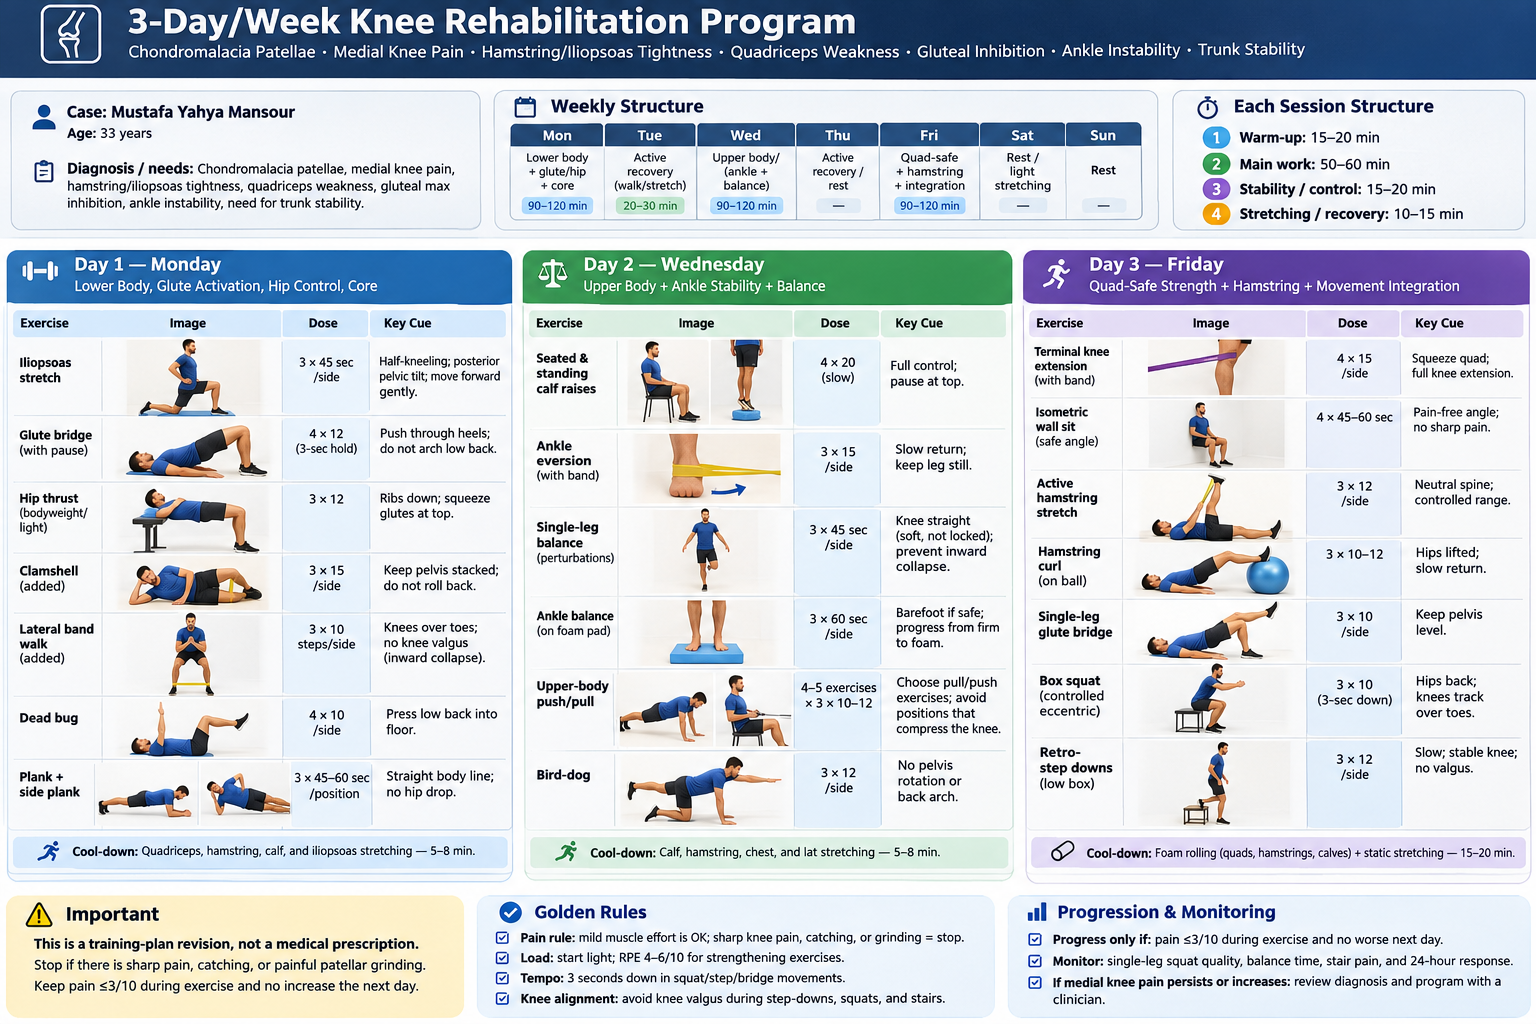 3-Day/Week Knee Rehabilitation Program
Chondromalacia Patellae • Medial Knee Pain • Hamstring/Iliopsoas Tightness • Quadriceps Weakness • Gluteal Inhibition • Ankle Instability • Trunk Stability
Case: Mustafa Yahya Mansour
Age: 33 years
Diagnosis / needs: Chondromalacia patellae, medial knee pain,
hamstring/iliopsoas tightness, quadriceps weakness, gluteal max
inhibition, ankle instability, need for trunk stability.
Weekly Structure
Mon Tue Wed Thu Fri Sat Sun
Lower body
+ glute/hip
+ core
90–120 min
Active
recovery
(walk/stretch)
20–30 min
Upper body/
(ankle +
balance)
90–120 min
Active
recovery /
rest
—
Quad-safe
+ hamstring
+ integration
90–120 min
Rest /
light
stretching
—
Rest
—
Each Session Structure
1 Warm-up: 15–20 min
2 Main work: 50–60 min
3 Stability / control: 15–20 min
4 Stretching / recovery: 10–15 min
Day 1 — Monday
Lower Body, Glute Activation, Hip Control, Core
Exercise Image Dose Key Cue
Iliopsoas
stretch
3 × 45 sec
/side
Half-kneeling; posterior
pelvic tilt; move forward
gently.
Glute bridge
(with pause)
4 × 12
(3-sec hold)
Push through heels;
do not arch low back.
Hip thrust
(bodyweight/
light)
3 × 12
Ribs down; squeeze
glutes at top.
Clamshell
(added)
3 × 15
/side
Keep pelvis stacked;
do not roll back.
Lateral band
walk
(added)
3 × 10
steps/side
Knees over toes;
no knee valgus
(inward collapse).
Dead bug
4 × 10
/side
Press low back into
floor.
Plank +
side plank
3 × 45–60 sec
/position
Straight body line;
no hip drop.
Cool-down: Quadriceps, hamstring, calf, and iliopsoas stretching — 5–8 min.
Day 2 — Wednesday
Upper Body + Ankle Stability + Balance
Exercise Image Dose Key Cue
Seated &
standing
calf raises
4 × 20
(slow)
Full control;
pause at top.
Ankle
eversion
(with band)
3 × 15
/side
Slow return;
keep leg still.
Single-leg
balance
(perturbations)
3 × 45 sec
/side
Knee straight
(soft, not locked);
prevent inward
collapse.
Ankle balance
(on foam pad)
3 × 60 sec
/side
Barefoot if safe;
progress from firm
to foam.
Upper-body
push/pull
4–5 exercises
× 3 × 10–12
Choose pull/push
exercises; avoid
positions that
compress the knee.
Bird-dog
3 × 12
/side
No pelvis
rotation or
back arch.
Cool-down: Calf, hamstring, chest, and lat stretching — 5–8 min.
Day 3 — Friday
Quad-Safe Strength + Hamstring + Movement Integration
Exercise Image Dose Key Cue
Terminal knee
extension
(with band)
4 × 15
/side
Squeeze quad;
full knee extension.
Isometric
wall sit
(safe angle)
4 × 45–60 sec
Pain-free angle;
no sharp pain.
Active
hamstring
stretch
3 × 12
/side
Neutral spine;
controlled range.
Hamstring
curl
(on ball)
3 × 10–12
Hips lifted;
slow return.
Single-leg
glute bridge
3 × 10
/side
Keep pelvis
level.
Box squat
(controlled
eccentric)
3 × 10
(3-sec down)
Hips back;
knees track
over toes.
Retro-
step downs
(low box)
3 × 12
/side
Slow; stable knee;
no valgus.
Cool-down: Foam rolling (quads, hamstrings, calves) + static stretching — 15–20 min.
Important
This is a training-plan revision, not a medical prescription.
Stop if there is sharp pain, catching, or painful patellar grinding.
Keep pain ≤3/10 during exercise and no increase the next day.
Golden Rules
Pain rule: mild muscle effort is OK; sharp knee pain, catching, or grinding = stop.
Load: start light; RPE 4–6/10 for strengthening exercises.
Tempo: 3 seconds down in squat/step/bridge movements.
Knee alignment: avoid knee valgus during step-downs, squats, and stairs.
Progression & Monitoring
Progress only if: pain ≤3/10 during exercise and no worse next day.
Monitor: single-leg squat quality, balance time, stair pain, and 24-hour response.
If medial knee pain persists or increases: review diagnosis and program with a
clinician.